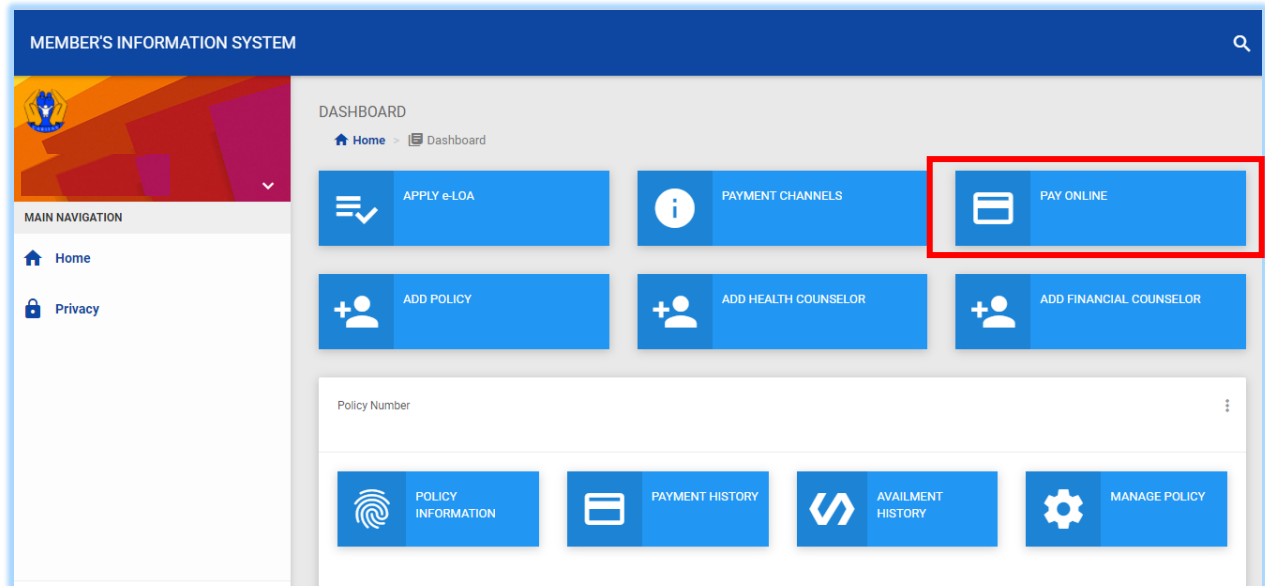 MEMBER'S INFORMATION SYSTEM
DASHBOARD
Home > Dashboard
MAIN NAVIGATION
Home
Privacy
APPLY e-LOA
PAYMENT CHANNELS
PAY ONLINE
ADD POLICY
ADD HEALTH COUNSELOR
ADD FINANCIAL COUNSELOR
Policy Number
POLICY
INFORMATION
PAYMENT HISTORY
AVAILMENT
HISTORY
MANAGE POLICY